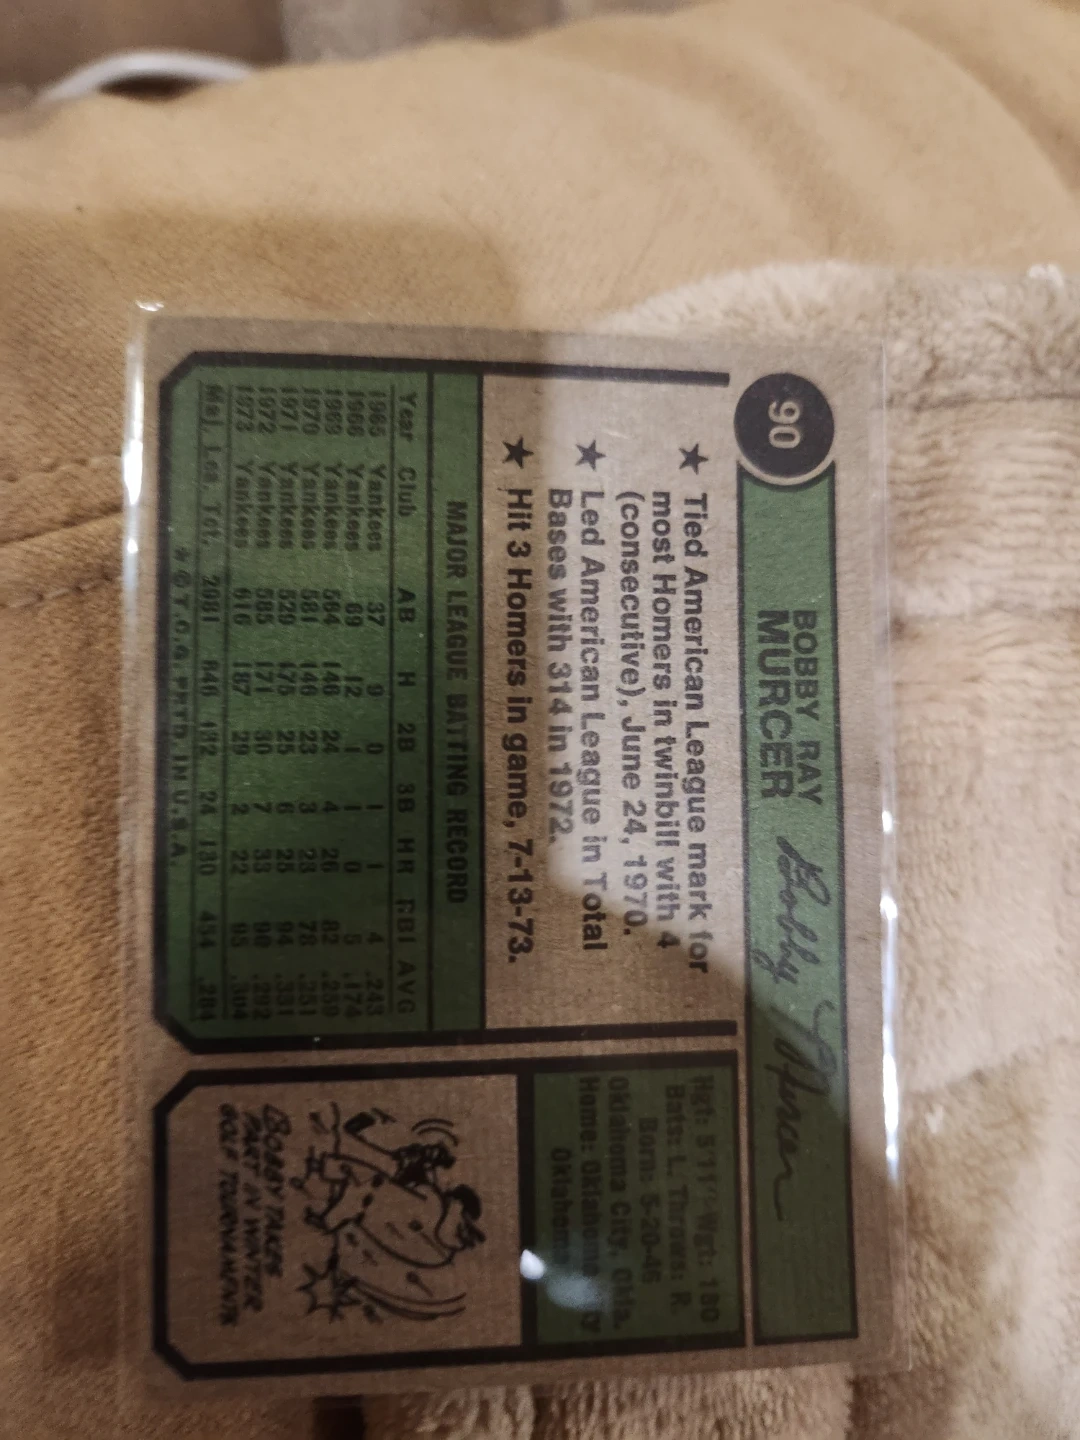 90
BOBBY RAY
MURCER
Bobby Murcer
★ Tied American League mark for
most Homers in twinbill with 4
(consecutive), June 24, 1970.
★ Led American League in Total
Bases with 314 in 1972.
★ Hit 3 Homers in game, 7-13-73.
MAJOR LEAGUE BATTING RECORD
Year Club AB H 2B 3B HR RBI AVG
1965 Yankees 37 9 0 1 1 4 .243
1966 Yankees 69 12 1 1 0 5 .174
1969 Yankees 564 146 24 4 26 82 .259
1970 Yankees 581 146 23 3 23 78 .251
1971 Yankees 529 175 25 6 25 94 .331
1972 Yankees 585 171 30 7 33 96 .292
1973 Yankees 616 187 29 2 22 95 .304
Maj. Lea. Tot. 2981 846 132 24 130 454 .284
* © T.C.G. PRTD. IN U.S.A.
Hgt: 5'11" Wgt: 180
Bats: L. Throws: R
Born: 5-20-46
Oklahoma City, Okla.
Home: Oklahoma
Oklahoma
BOBBY TAKES
PART IN WINTER
GOLF TOURNAMENTS.